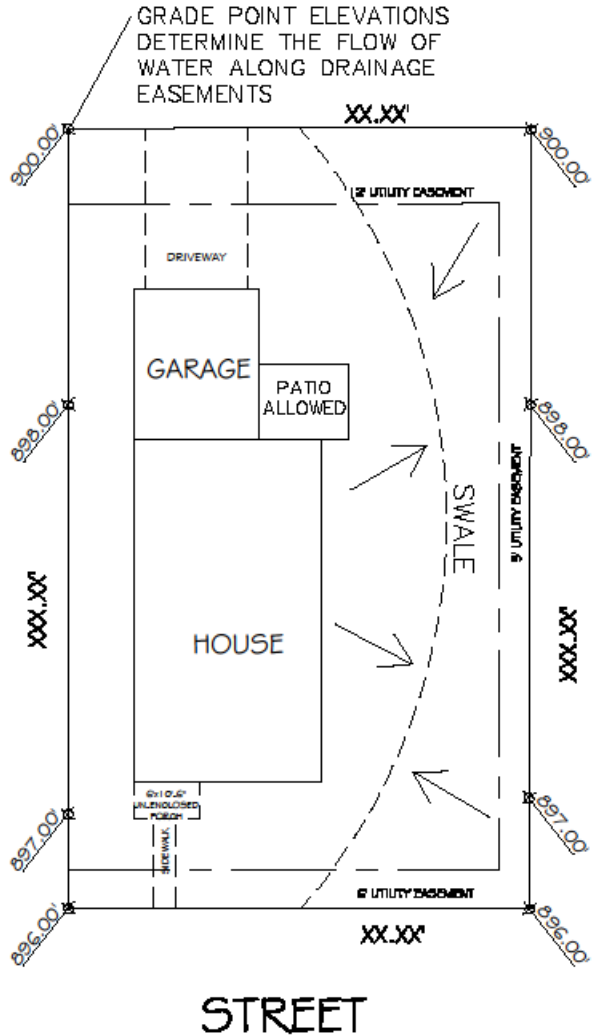 GRADE POINT ELEVATIONS
DETERMINE THE FLOW OF
WATER ALONG DRAINAGE
EASEMENTS
XX.XX'
900.00'
900.00'
UTILITY EASEMENT
DRIVEWAY
GARAGE
PATIO
ALLOWED
898.00'
898.00'
5' UTILITY EASEMENT
SWALE
XXX.XX'
XXX.XX'
HOUSE
PORCH
SIDEWALK
897.00'
897.00'
UTILITY EASEMENT
896.00'
896.00'
XX.XX'
STREET